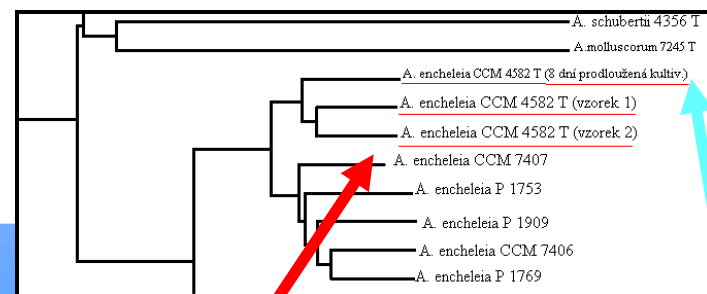 A. schubertii 4356 T
A.molluscorum 7245 T
A. encheleia CCM 4582 T (8 dní prodloužená kultiv.)
A. encheleia CCM 4582 T (vzorek 1)
A. encheleia CCM 4582 T (vzorek 2)
A. encheleia CCM 7407
A. encheleia P 1753
A. encheleia P 1909
A. encheleia CCM 7406
A. encheleia P 1769